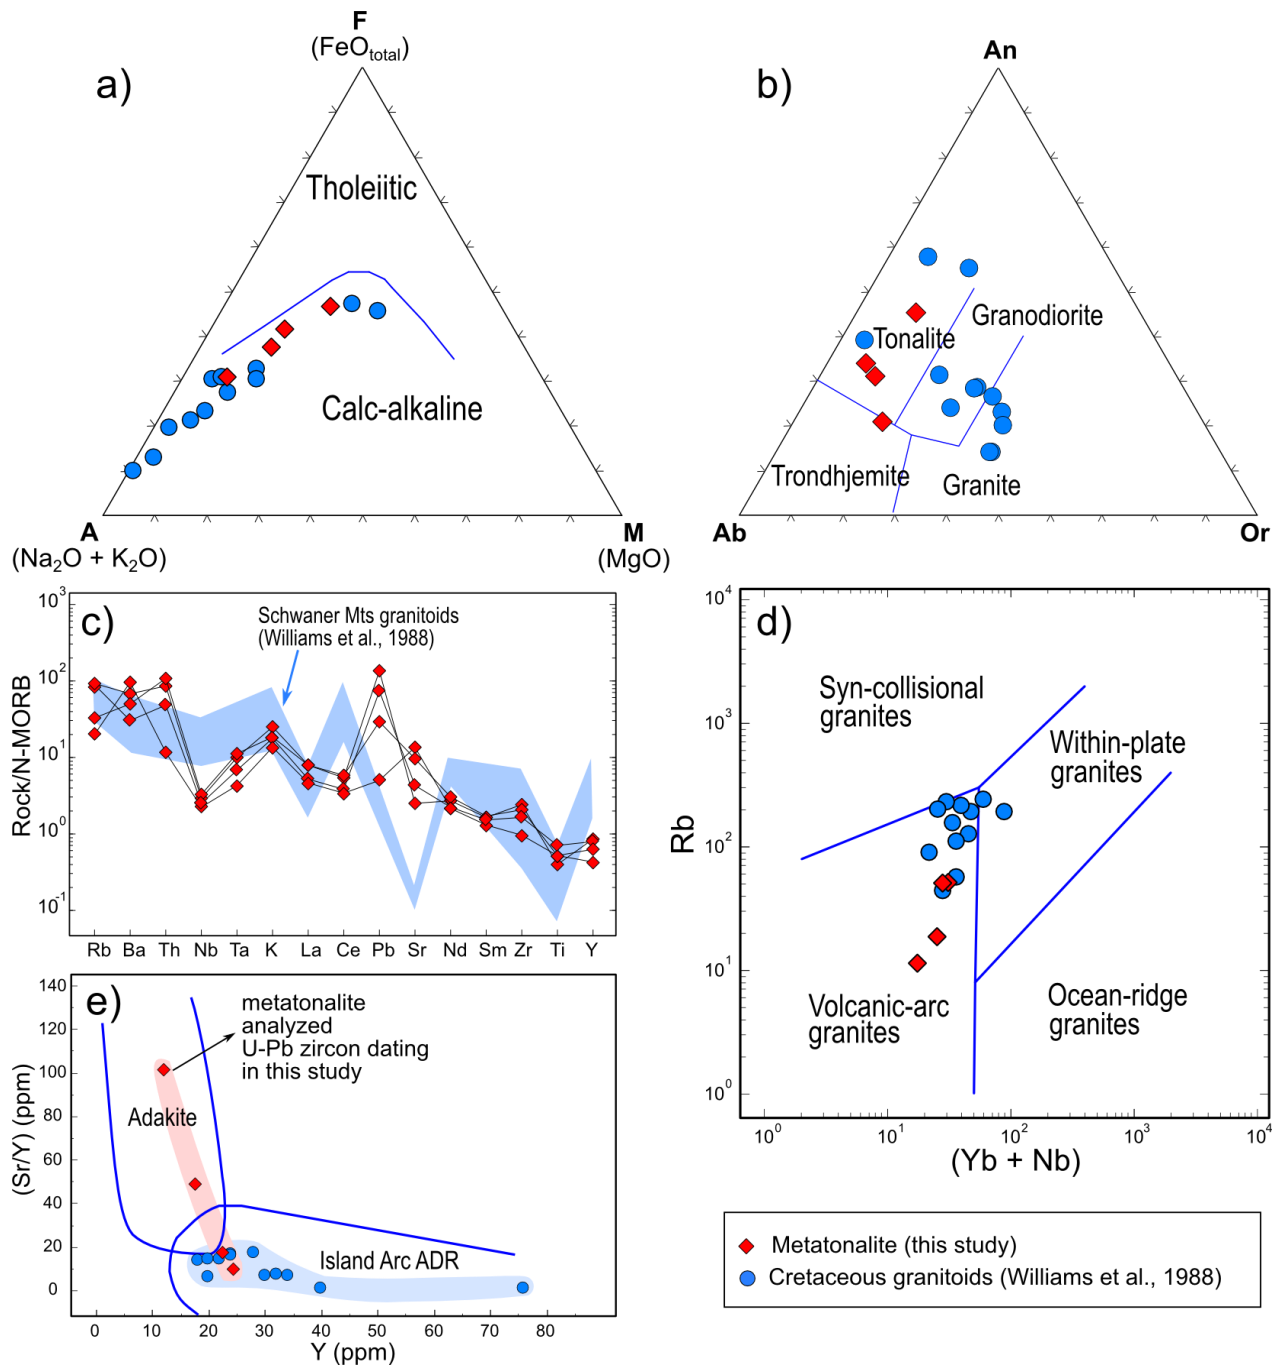 F
(FeOtotal)
a)
Tholeiitic
Calc-alkaline
A
(Na2O + K2O)
M
(MgO)
b)
An
Tonalite
Granodiorite
Trondhjemite
Granite
Ab
Or
c)
Schwaner Mts granitoids
(Williams et al., 1988)
Rock/N-MORB
10^3
10^2
10^1
10^0
10^-1
Rb Ba Th Nb Ta K La Ce Pb Sr Nd Sm Zr Ti Y
d)
Syn-collisional
granites
Within-plate
granites
Volcanic-arc
granites
Ocean-ridge
granites
Rb
10^4
10^3
10^2
10^1
10^0
10^0 10^1 10^2 10^3 10^4
(Yb + Nb)
e)
metatonalite
analyzed
U-Pb zircon dating
in this study
Adakite
Island Arc ADR
(Sr/Y) (ppm)
140
120
100
80
60
40
20
0
0 10 20 30 40 50 60 70 80
Y (ppm)
Metatonalite (this study)
Cretaceous granitoids (Williams et al., 1988)